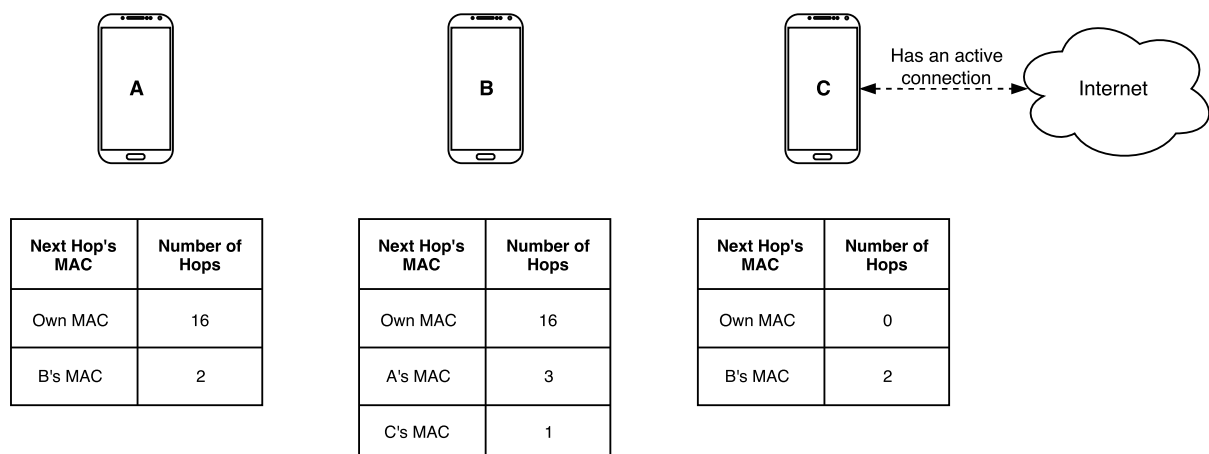 A
B
C
Has an active
connection
Internet
Next Hop's
MAC
Number of
Hops
Own MAC
16
B's MAC
2
Next Hop's
MAC
Number of
Hops
Own MAC
16
A's MAC
3
C's MAC
1
Next Hop's
MAC
Number of
Hops
Own MAC
0
B's MAC
2